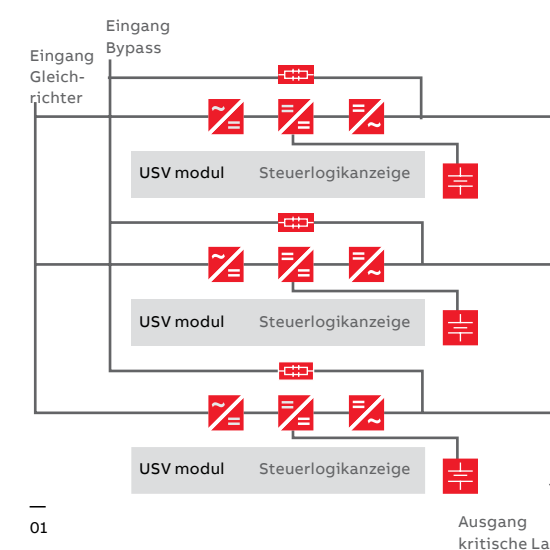 Eingang
Bypass
Eingang
Gleich-
richter
USV modul Steuerlogikanzeige
USV modul Steuerlogikanzeige
USV modul Steuerlogikanzeige
01
Ausgang
kritische La